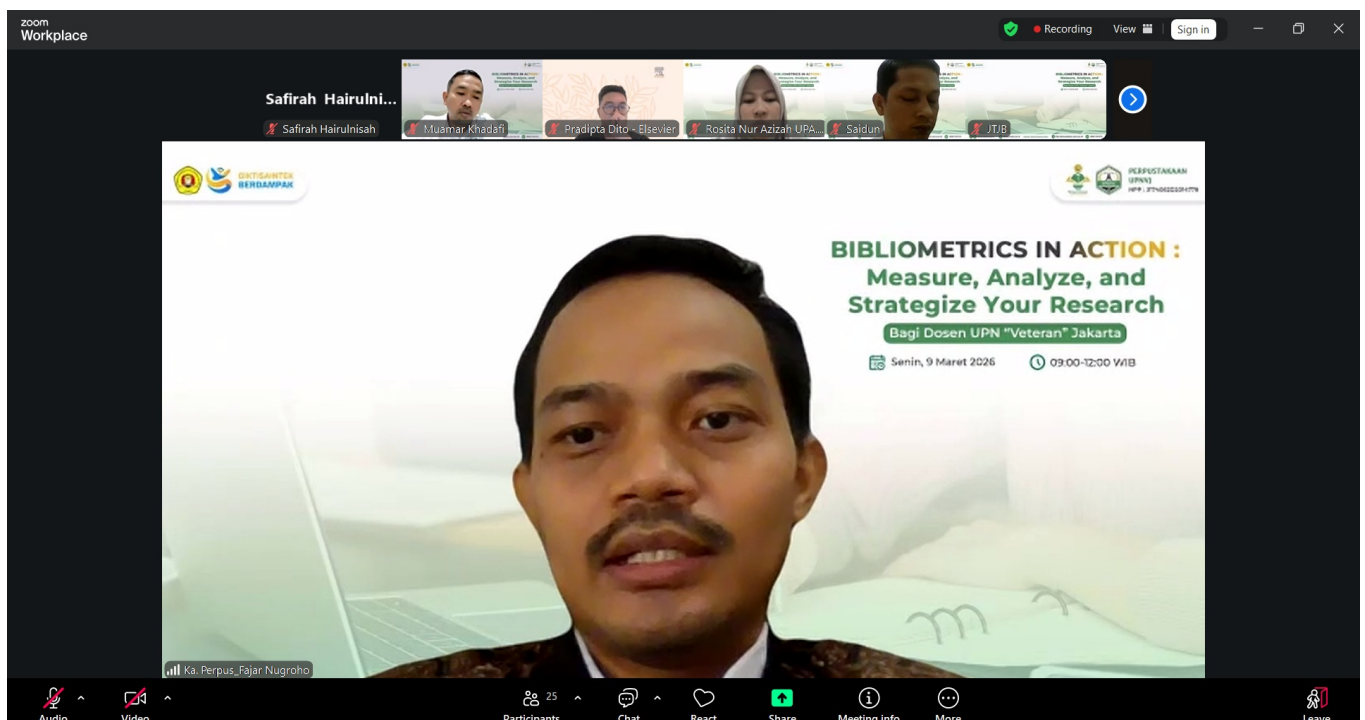 zoom
Workplace
Recording
View
Sign in
Safirah Hairulni...
Safirah Hairulnisah
Muamar Khadafi
Pradipta Dito - Elsevier
Rosita Nur Azizah UPA...
Saidun
JTJB
DIKTISAINTEK
BERDAMPAK
PERPUSTAKAAN
UPNVJ
BIBLIOMETRICS IN ACTION :
Measure, Analyze, and
Strategize Your Research
Bagi Dosen UPN "Veteran" Jakarta
Senin, 9 Maret 2026
09:00-12:00 WIB
Ka. Perpus_Fajar Nugroho
Audio
Video
25
Participants
Chat
React
Share
Meeting info
More
Leave